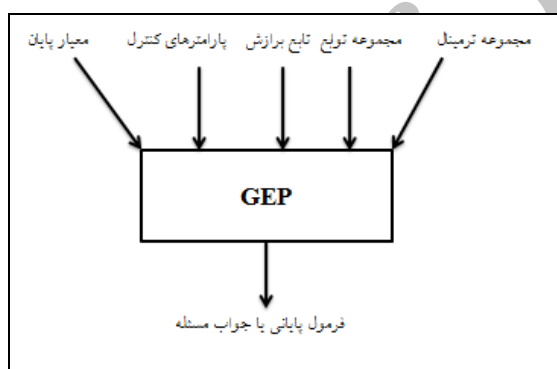 مجموعه ترمینال مجموعه توابع تابع برازش پارامترهای کنترل معیار پایان
GEP
فرمول پایانی یا جواب مسئله